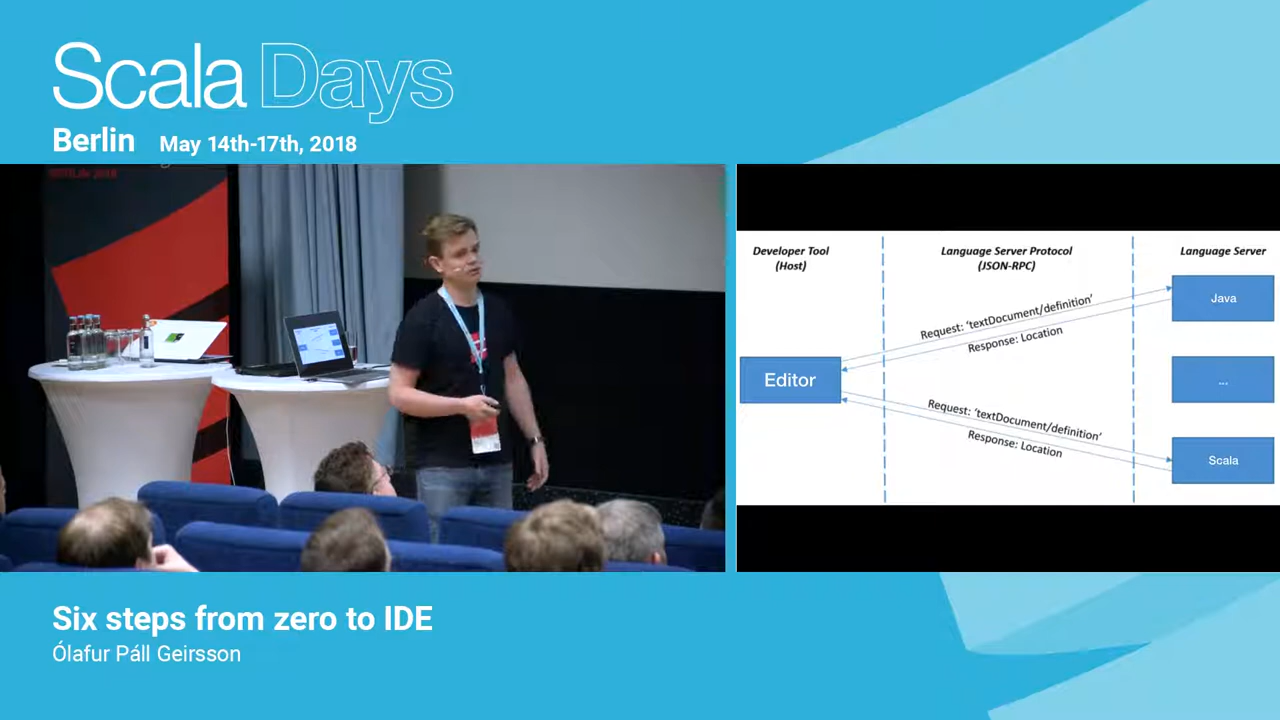 Scala Days
Berlin May 14th-17th, 2018
Developer Tool
(Host)
Language Server Protocol
(JSON-RPC)
Language Server
Java
Request: 'textDocument/definition'
Response: Location
Editor
...
Request: 'textDocument/definition'
Response: Location
Scala
Six steps from zero to IDE
Ólafur Páll Geirsson